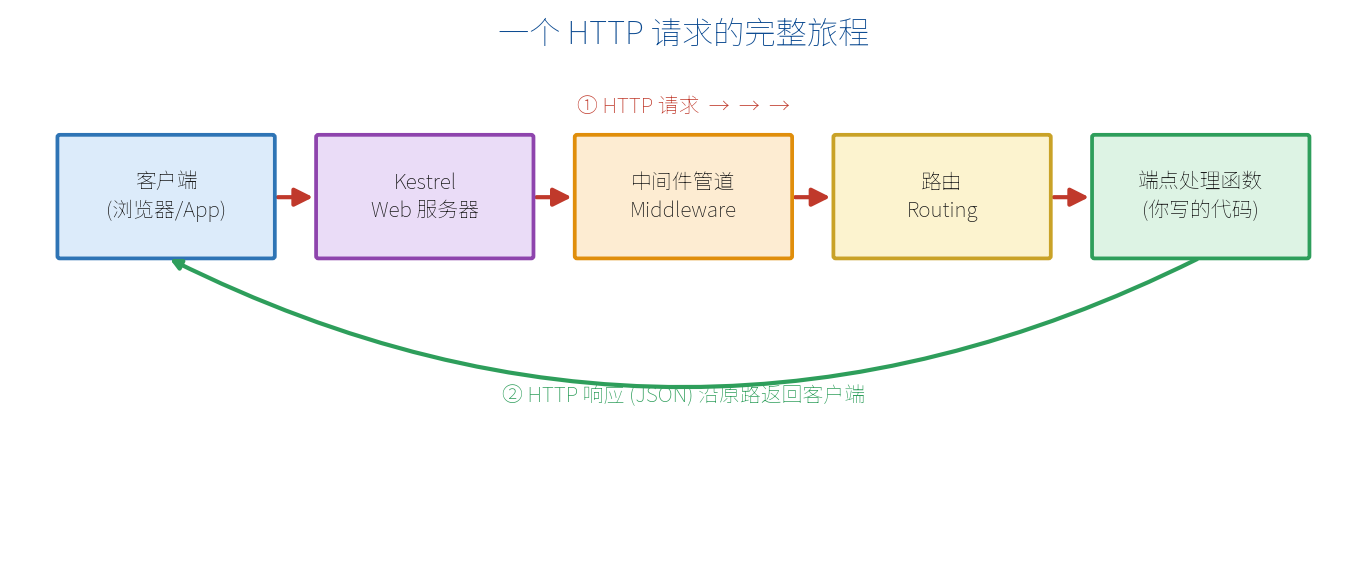 一个 HTTP 请求的完整旅程
① HTTP 请求 → → →
客户端
(浏览器/App)
Kestrel
Web 服务器
中间件管道
Middleware
路由
Routing
端点处理函数
(你写的代码)
② HTTP 响应 (JSON) 沿原路返回客户端